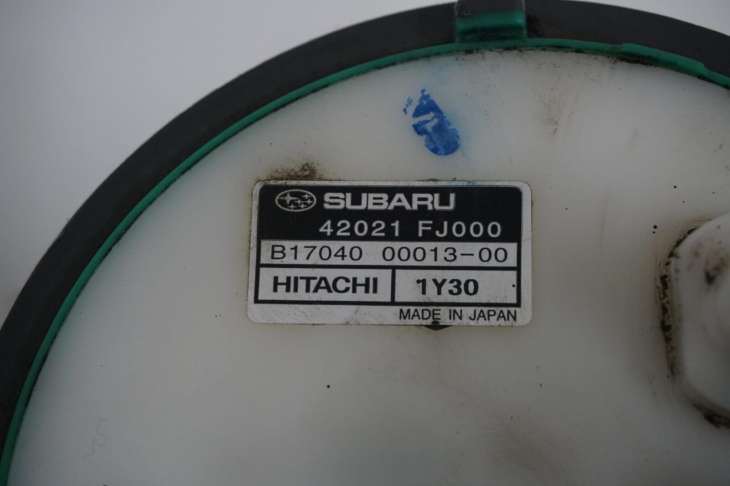 SUBARU
42021 FJ000
B17040 00013-00
HITACHI 1Y30
MADE IN JAPAN